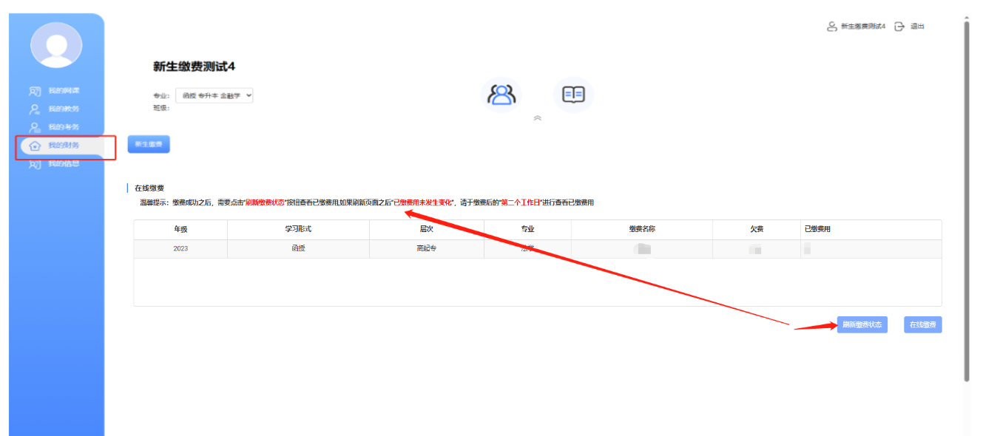 新生缴费测试4 退出
新生缴费测试4
我的网课
专业: 函授 专升本 金融学
我的教务
班级:
我的考务
我的财务
新生缴费
我的信息
在线缴费
温馨提示：缴费成功之后，需要点击"刷新缴费状态"按钮查看已缴费用,如果刷新页面之后"已缴费用未发生变化"，请于缴费后的"第二个工作日"进行查看已缴费用
年级 学习形式 层次 专业 缴费名称 欠费 已缴费用
2023 函授 高起专 法学
刷新缴费状态 在线缴费